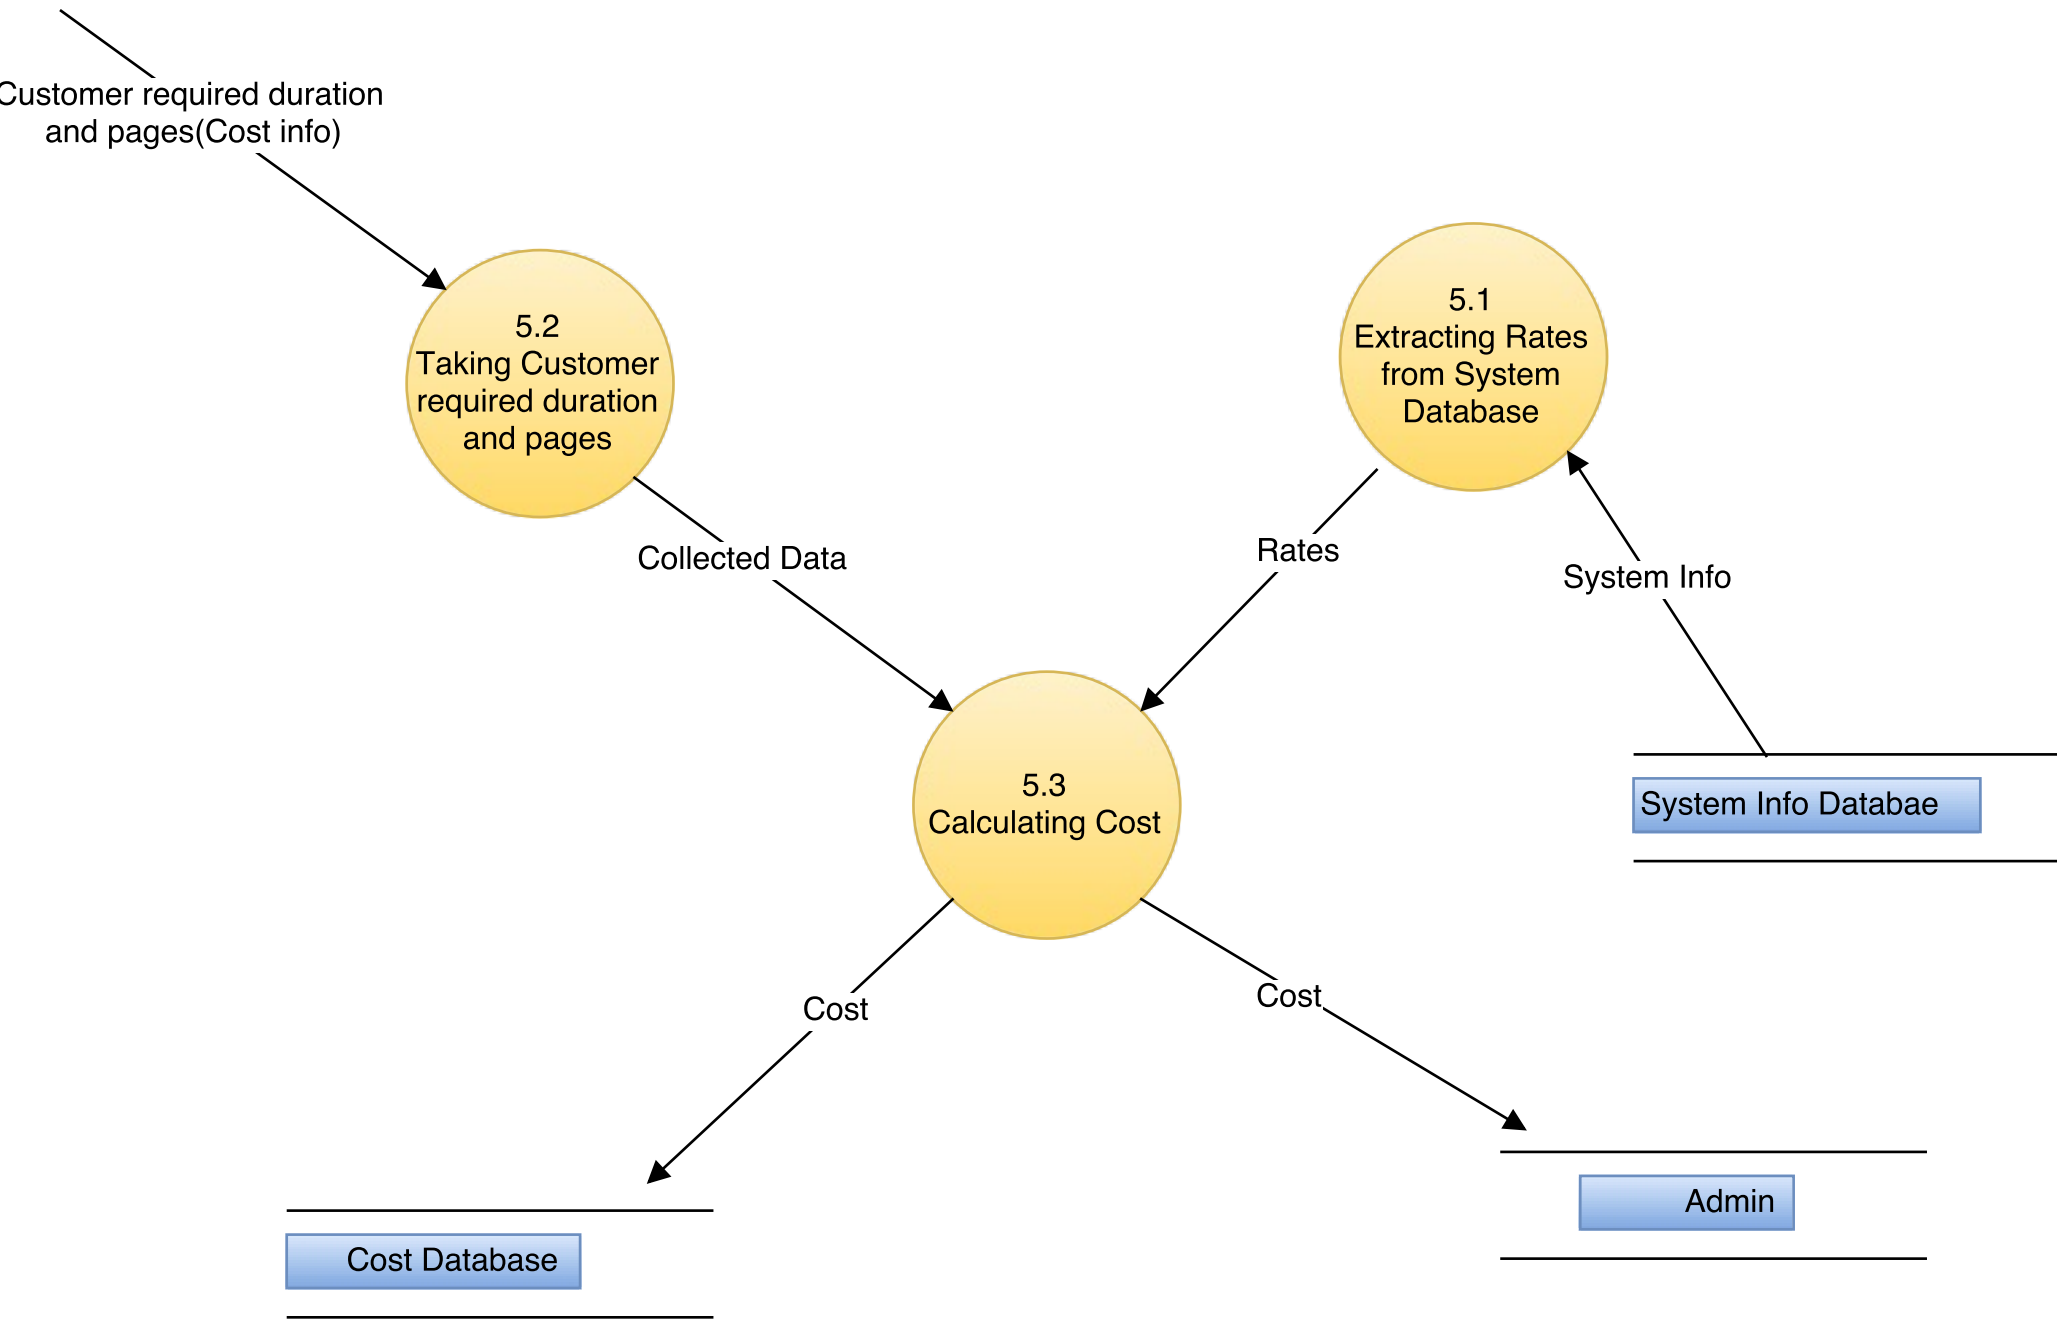 Customer required duration
and pages(Cost info)
5.2
Taking Customer
required duration
and pages
5.1
Extracting Rates
from System
Database
Collected Data
Rates
System Info
5.3
Calculating Cost
System Info Databae
Cost
Cost
Admin
Cost Database